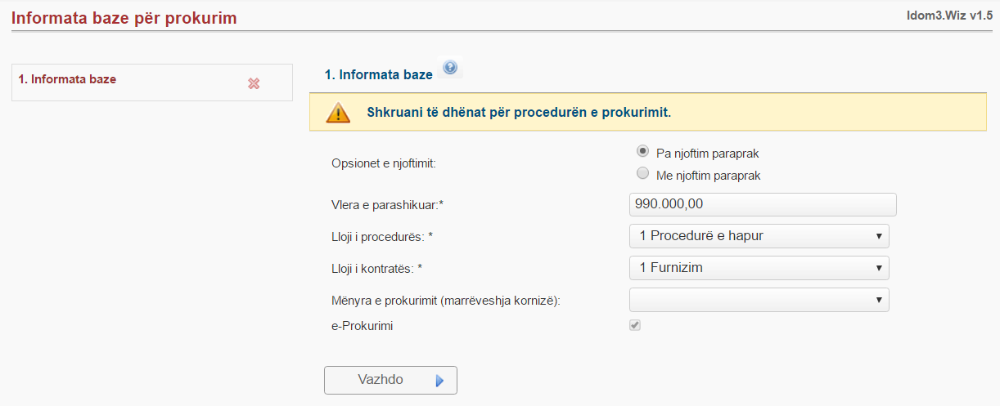 Informata baze për prokurim
Idom3.Wiz v1.5
1. Informata baze
1. Informata baze
Shkruani të dhënat për procedurën e prokurimit.
Opsionet e njoftimit:
Pa njoftim paraprak
Me njoftim paraprak
Vlera e parashikuar:* 990.000,00
Lloji i procedurës: * 1 Procedurë e hapur
Lloji i kontratës: * 1 Furnizim
Mënyra e prokurimit (marrëveshja kornizë):
e-Prokurimi
Vazhdo